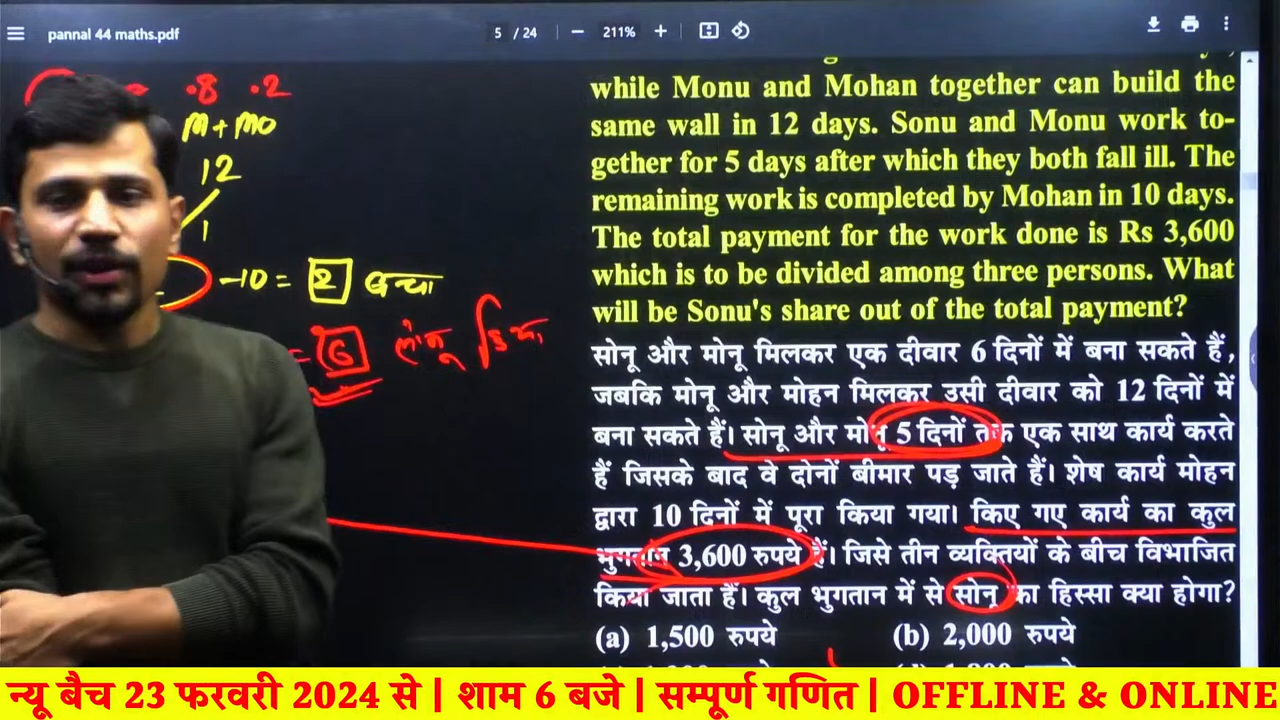 pannal 44 maths.pdf
5 / 24
211%
.8 .2
M + MO
12
1
-10 = 2 बचा
= 6
while Monu and Mohan together can build the
same wall in 12 days. Sonu and Monu work to-
gether for 5 days after which they both fall ill. The
remaining work is completed by Mohan in 10 days.
The total payment for the work done is Rs 3,600
which is to be divided among three persons. What
will be Sonu's share out of the total payment?
सोनू और मोनू मिलकर एक दीवार 6 दिनों में बना सकते हैं,
जबकि मोनू और मोहन मिलकर उसी दीवार को 12 दिनों में
बना सकते हैं। सोनू और मोनू 5 दिनों तक एक साथ कार्य करते
हैं जिसके बाद वे दोनों बीमार पड़ जाते हैं। शेष कार्य मोहन
द्वारा 10 दिनों में पूरा किया गया। किए गए कार्य का कुल
भुगतान 3,600 रुपये हैं। जिसे तीन व्यक्तियों के बीच विभाजित
किया जाता हैं। कुल भुगतान में से सोनू का हिस्सा क्या होगा?
(a) 1,500 रुपये (b) 2,000 रुपये
न्यू बैच 23 फरवरी 2024 से | शाम 6 बजे | सम्पूर्ण गणित | OFFLINE & ONLINE